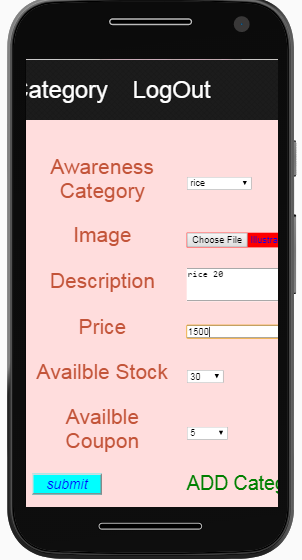 ategory LogOut
Awareness
Category
rice
Image
Choose File Illustra
Description
rice 20
Price
1500
Availble Stock
30
Availble
Coupon
5
submit
ADD Categ